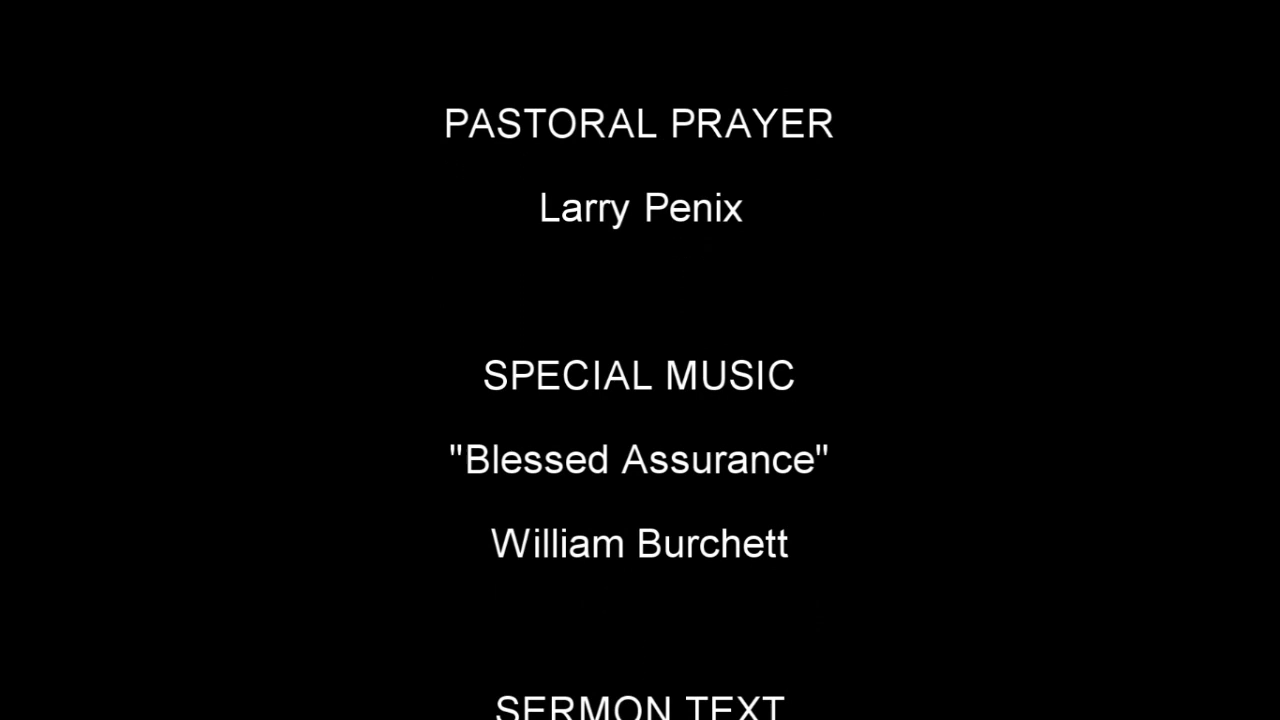 PASTORAL PRAYER
Larry Penix
SPECIAL MUSIC
"Blessed Assurance"
William Burchett
SERMON TEXT